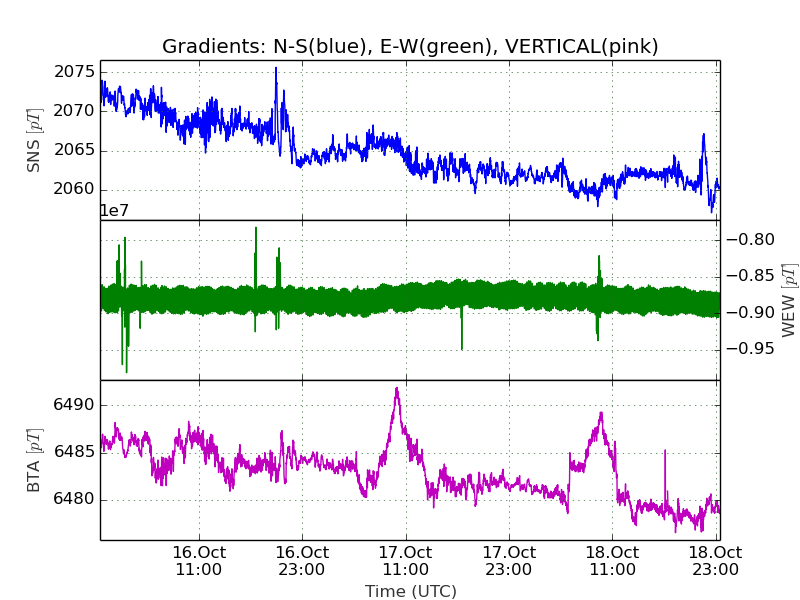 Gradients: N-S(blue), E-W(green), VERTICAL(pink)
2075
2070
2065
2060
SNS [pT]
1e7
−0.80
−0.85
−0.90
−0.95
WEW [pT]
6490
6485
6480
BTA [pT]
16.Oct 16.Oct 17.Oct 17.Oct 18.Oct 18.Oct
11:00 23:00 11:00 23:00 11:00 23:00
Time (UTC)